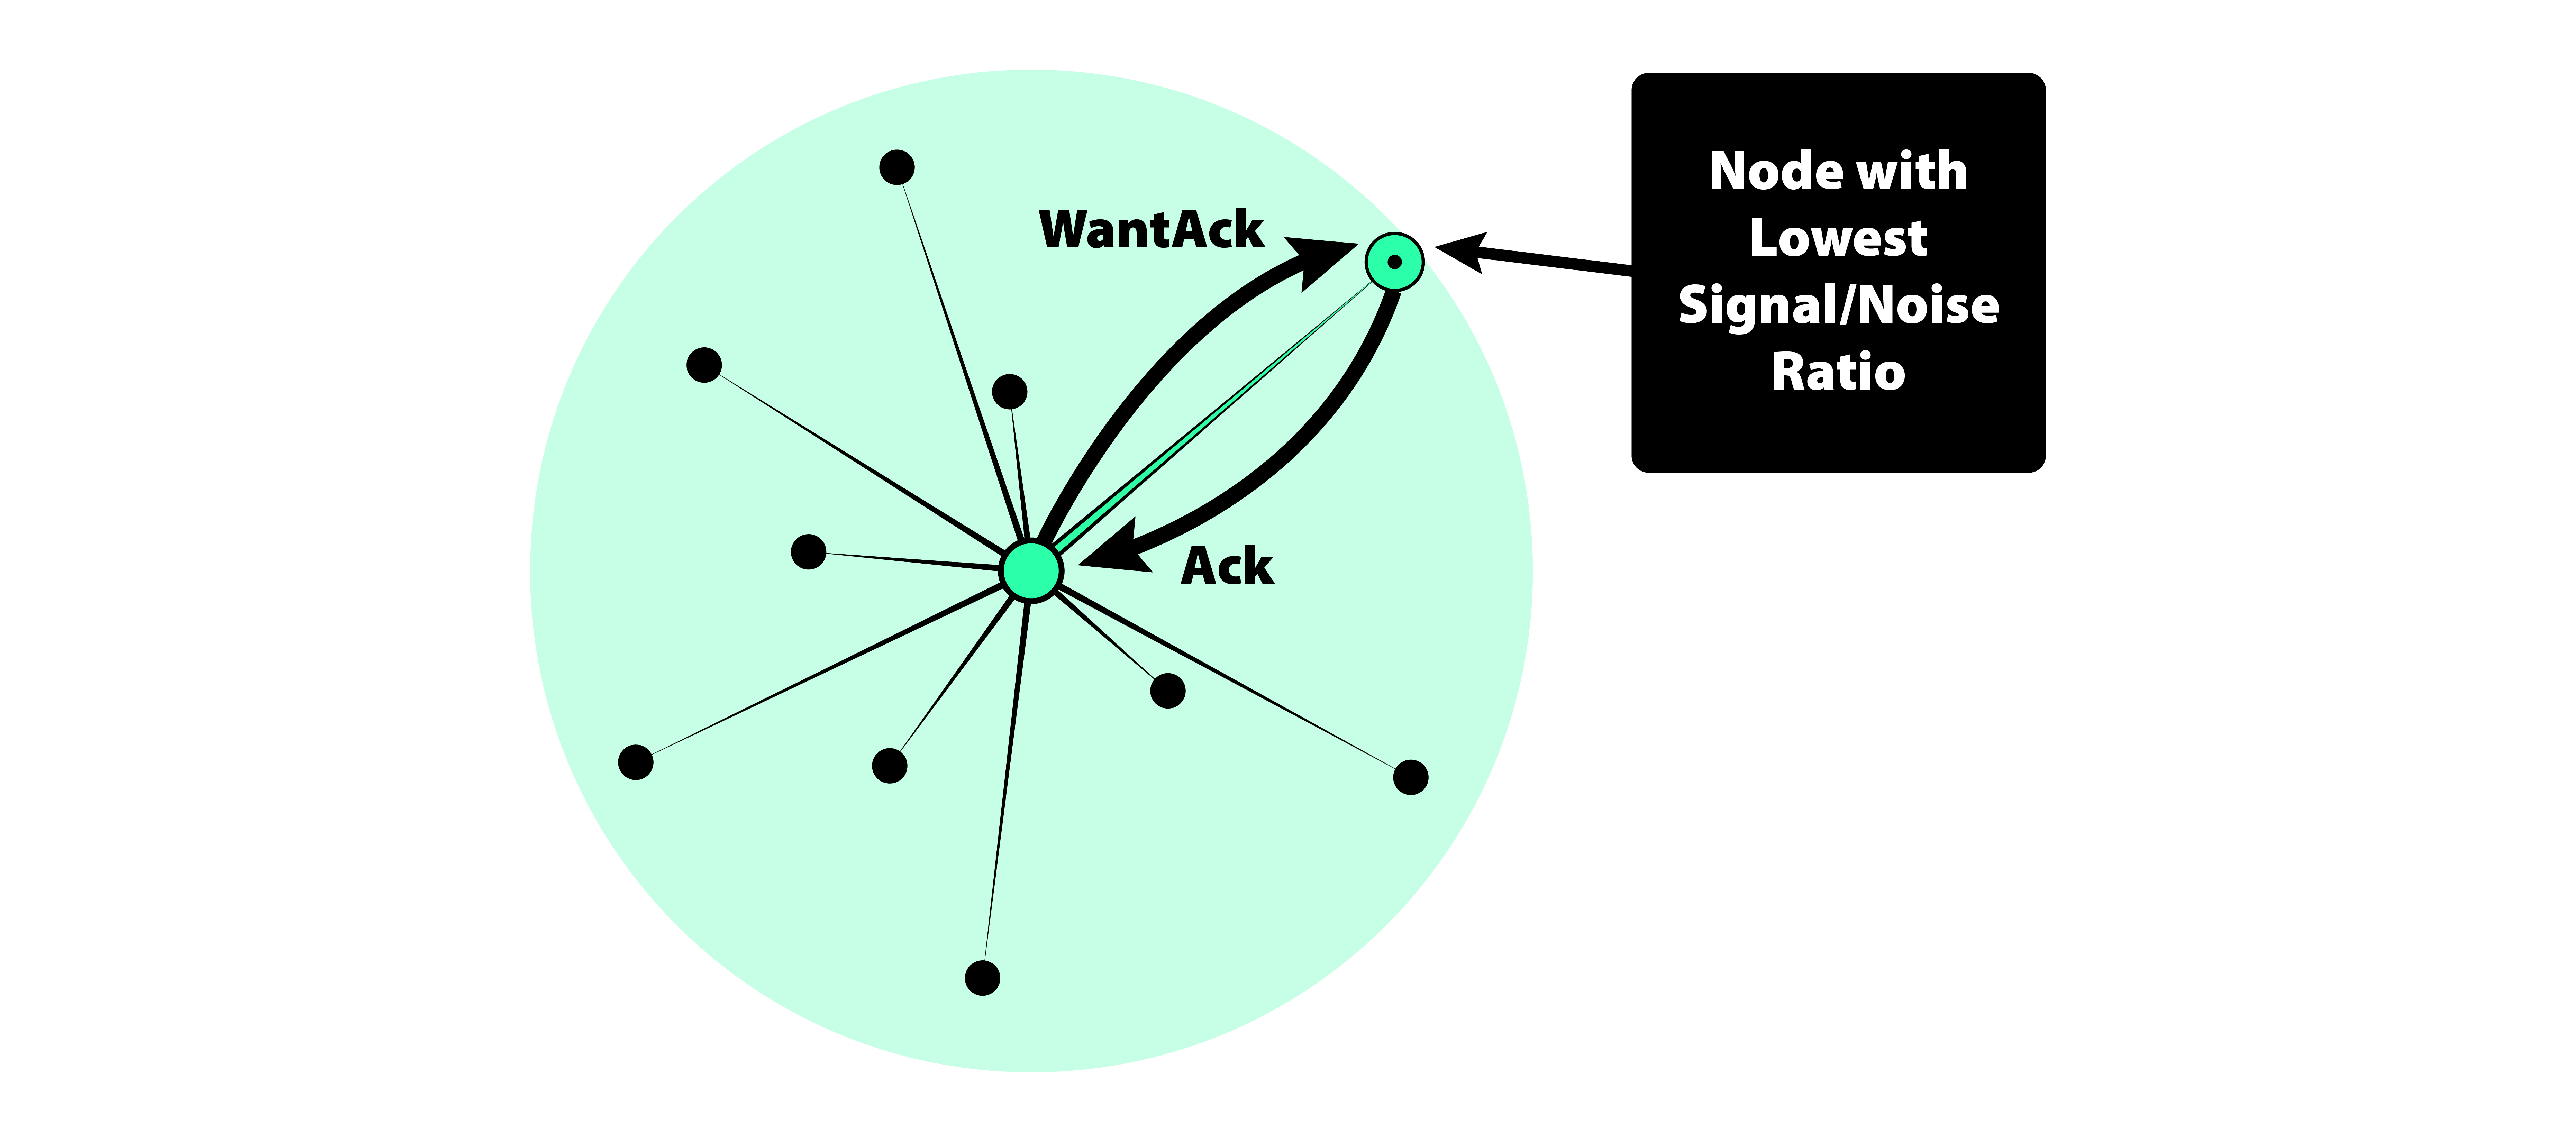 WantAck
Ack
Node with
Lowest
Signal/Noise
Ratio